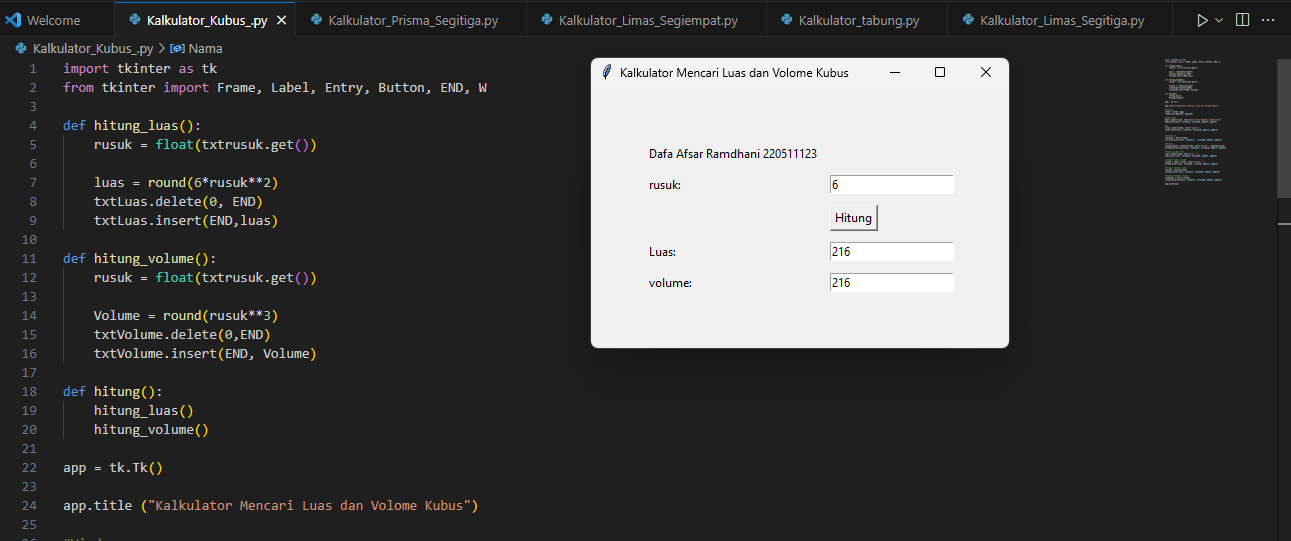 Welcome
Kalkulator_Kubus_.py
Kalkulator_Prisma_Segitiga.py
Kalkulator_Limas_Segiempat.py
Kalkulator_tabung.py
Kalkulator_Limas_Segitiga.py
Kalkulator_Kubus_.py > Nama
1 import tkinter as tk
2 from tkinter import Frame, Label, Entry, Button, END, W
3
4 def hitung_luas():
5 rusuk = float(txtrusuk.get())
6
7 luas = round(6*rusuk**2)
8 txtLuas.delete(0, END)
9 txtLuas.insert(END,luas)
10
11 def hitung_volume():
12 rusuk = float(txtrusuk.get())
13
14 Volume = round(rusuk**3)
15 txtVolume.delete(0,END)
16 txtVolume.insert(END, Volume)
17
18 def hitung():
19 hitung_luas()
20 hitung_volume()
21
22 app = tk.Tk()
23
24 app.title ("Kalkulator Mencari Luas dan Volome Kubus")
25
Kalkulator Mencari Luas dan Volome Kubus
Dafa Afsar Ramdhani 220511123
rusuk: 6
Hitung
Luas: 216
volume: 216